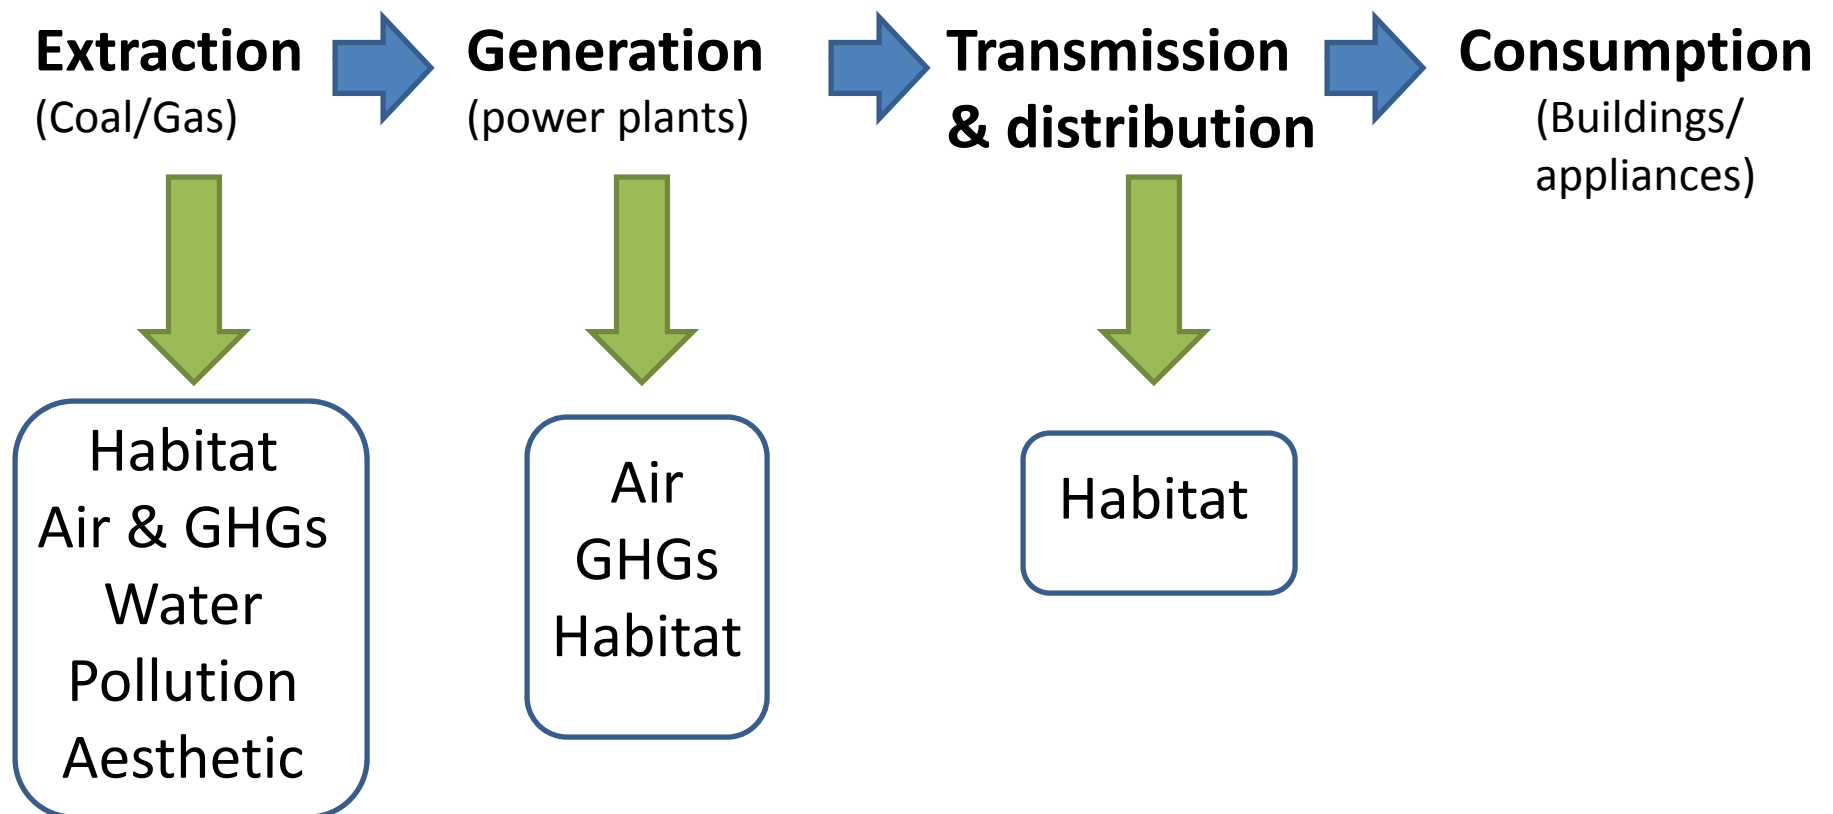 Extraction
(Coal/Gas)
Generation
(power plants)
Transmission
& distribution
Consumption
(Buildings/
appliances)
Habitat
Air & GHGs
Water
Pollution
Aesthetic
Air
GHGs
Habitat
Habitat